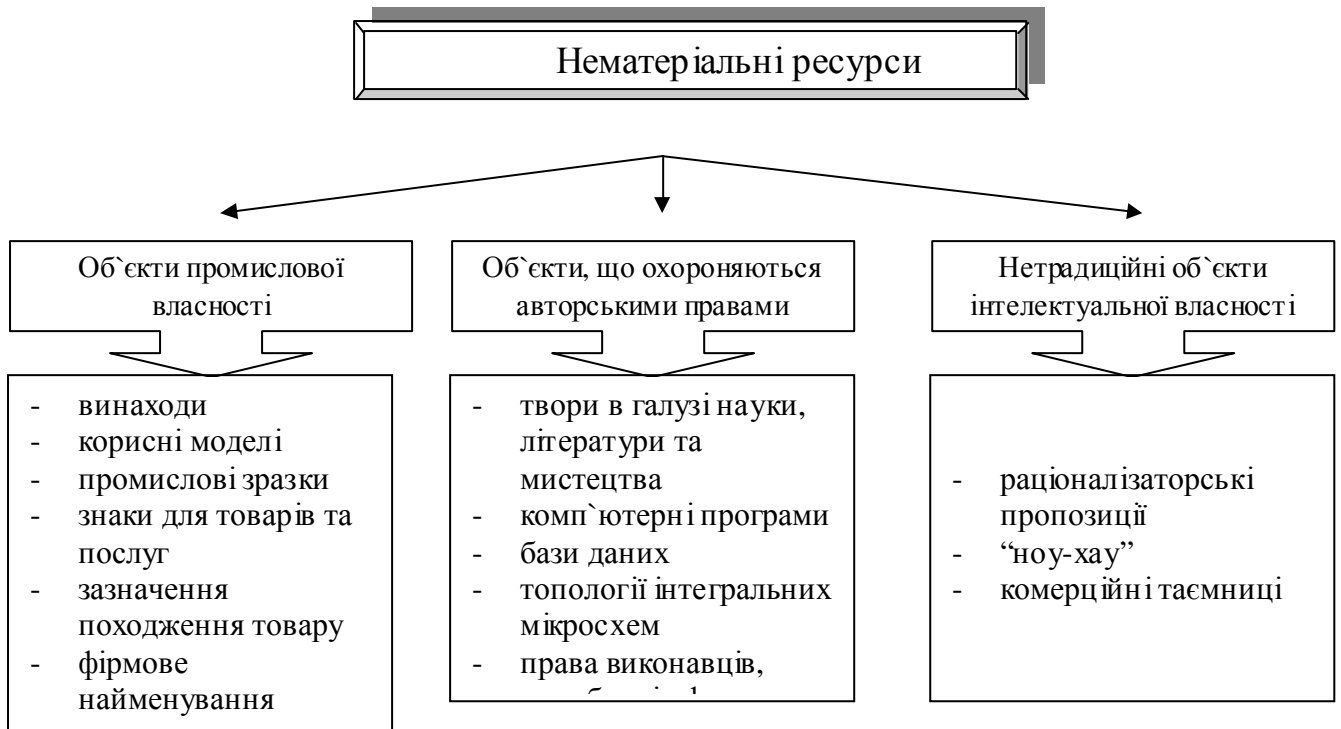 Нематеріальні ресурси
Об`єкти промислової
власності
Об`єкти, що охороняються
авторськими правами
Нетрадиційні об`єкти
інтелектуальної власності
- винаходи
- корисні моделі
- промислові зразки
- знаки для товарів та
послуг
- зазначення
походження товару
- фірмове
найменування
- твори в галузі науки,
літератури та
мистецтва
- комп`ютерні програми
- бази даних
- топології інтегральних
мікросхем
- права виконавців,
- раціоналізаторські
пропозиції
- “ноу-хау”
- комерційні таємниці